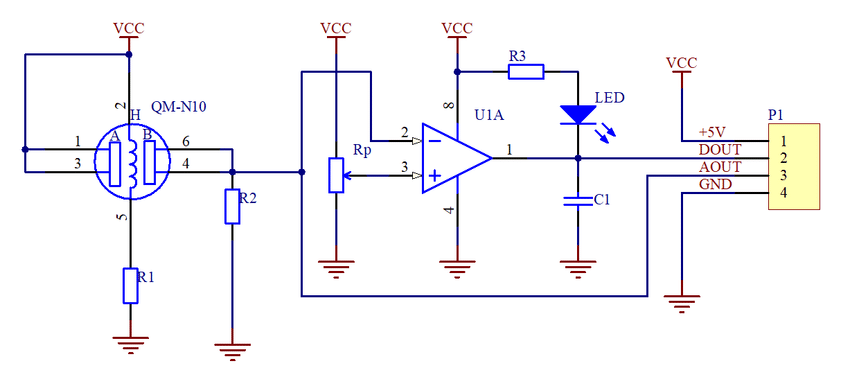 VCC
VCC
VCC
R3
VCC
2
QM-N10
8
U1A
LED
P1
H
A
B
1
6
2
+5V
1
Rp
1
DOUT
2
3
4
3
AOUT
3
GND
4
R2
C1
5
4
R1